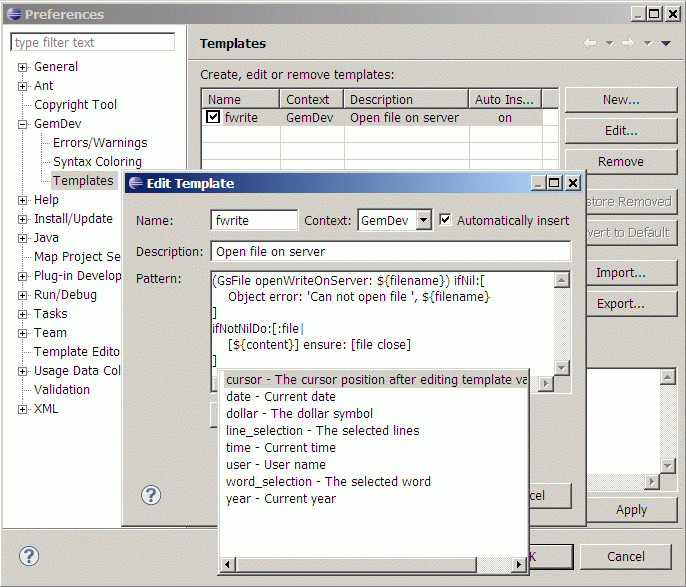 Preferences
type filter text
General
Ant
Copyright Tool
GemDev
Errors/Warnings
Syntax Coloring
Templates
Help
Install/Update
Java
Map Project Se
Plug-in Develop
Run/Debug
Tasks
Team
Template Edito
Usage Data Col
Validation
XML
Templates
Create, edit or remove templates:
Name Context Description Auto Ins...
fwrite GemDev Open file on server on
New...
Edit...
Remove
store Removed
vert to Default
Import...
Export...
Edit Template
Name: fwrite Context: GemDev Automatically insert
Description: Open file on server
Pattern:
(GsFile openWriteOnServer: ${filename}) ifNil:[
Object error: 'Can not open file ', ${filename}
]
ifNotNilDo:[:file|
[${content}] ensure: [file close]
]
cursor - The cursor position after editing template va
date - Current date
dollar - The dollar symbol
line_selection - The selected lines
time - Current time
user - User name
word_selection - The selected word
year - Current year
cel
Apply
K
Cancel